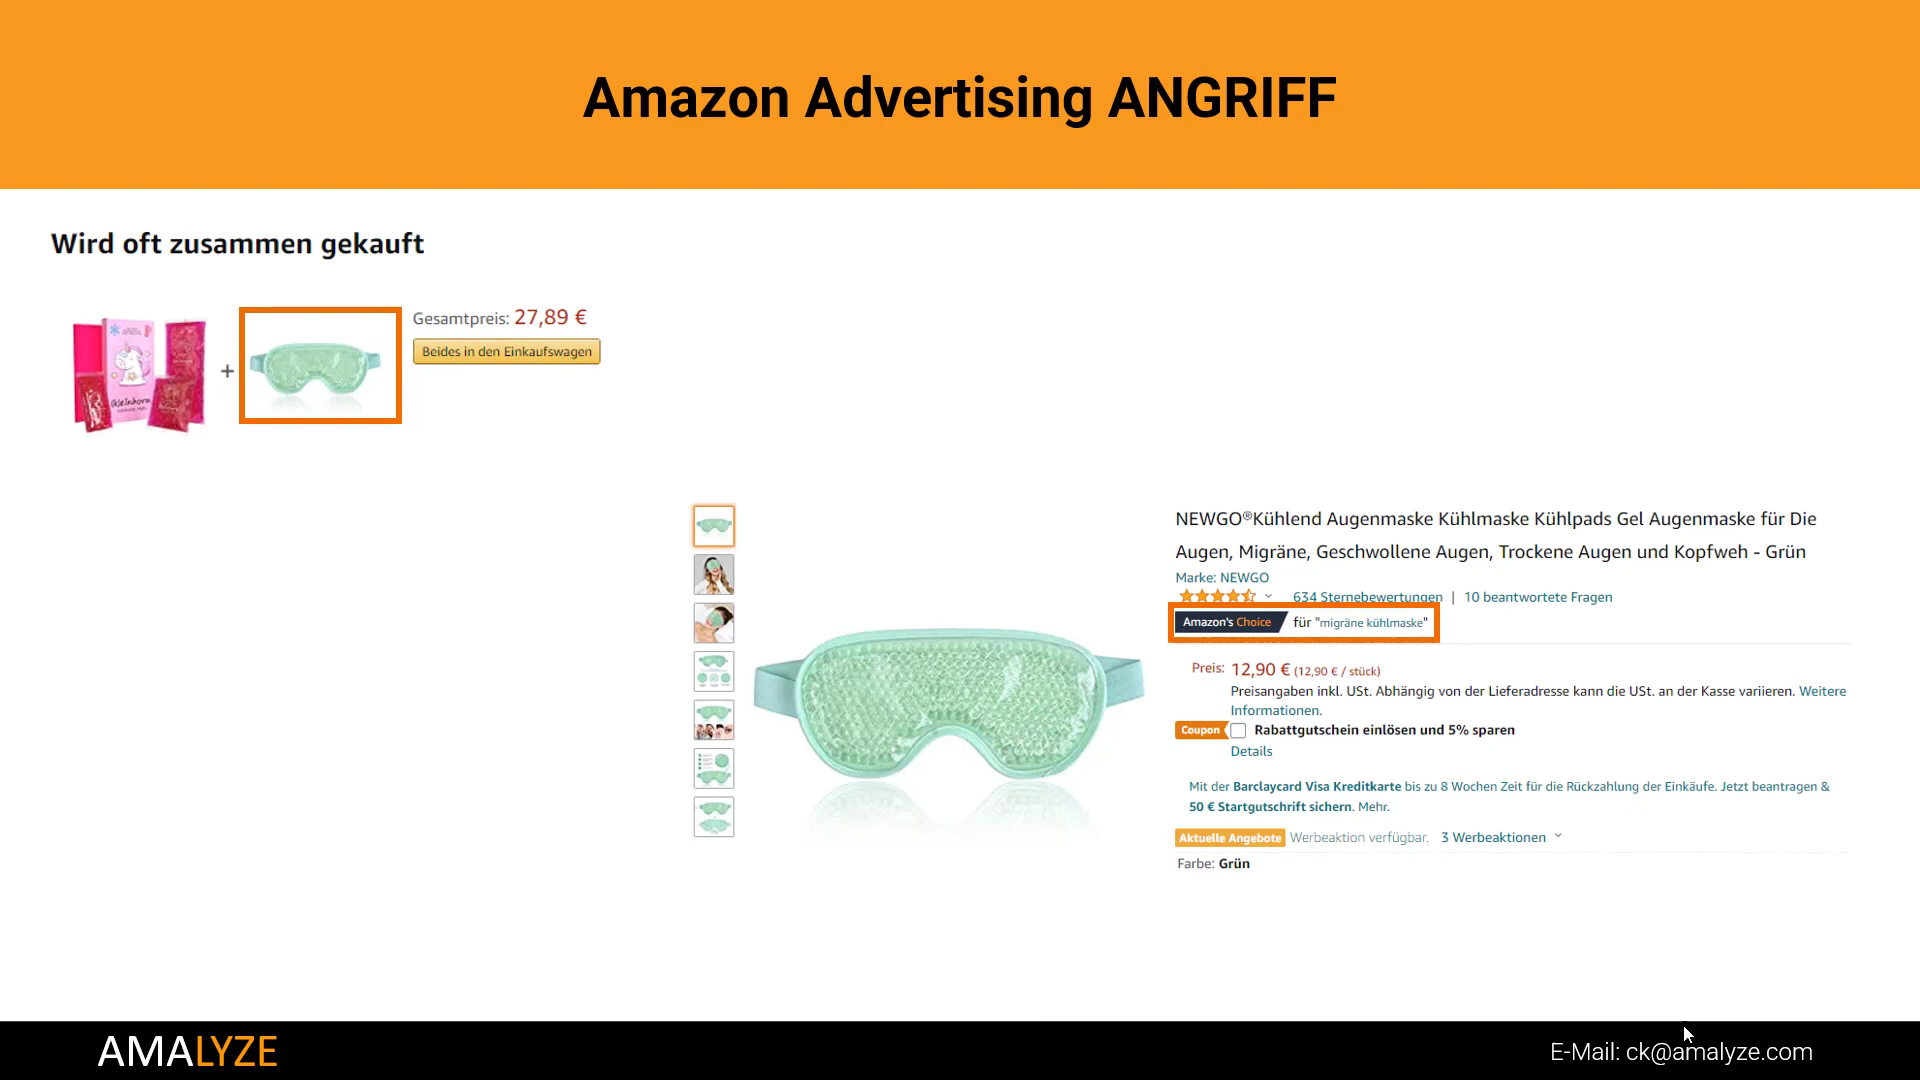 Amazon Advertising ANGRIFF
Wird oft zusammen gekauft
Gesamtpreis: 27,89 €
Beides in den Einkaufswagen
+
NEWGO®Kühlend Augenmaske Kühlmaske Kühlpads Gel Augenmaske für Die
Augen, Migräne, Geschwollene Augen, Trockene Augen und Kopfweh - Grün
Marke: NEWGO
634 Sternebewertungen | 10 beantwortete Fragen
Amazon's Choice für "migräne kühlmaske"
Preis: 12,90 € (12,90 € / stück)
Preisangaben inkl. USt. Abhängig von der Lieferadresse kann die USt. an der Kasse variieren. Weitere
Informationen.
Coupon Rabattgutschein einlösen und 5% sparen
Details
Mit der Barclaycard Visa Kreditkarte bis zu 8 Wochen Zeit für die Rückzahlung der Einkäufe. Jetzt beantragen &
50 € Startgutschrift sichern. Mehr.
Aktuelle Angebote Werbeaktion verfügbar. 3 Werbeaktionen
Farbe: Grün
AMALYZE
E-Mail: ck@amalyze.com